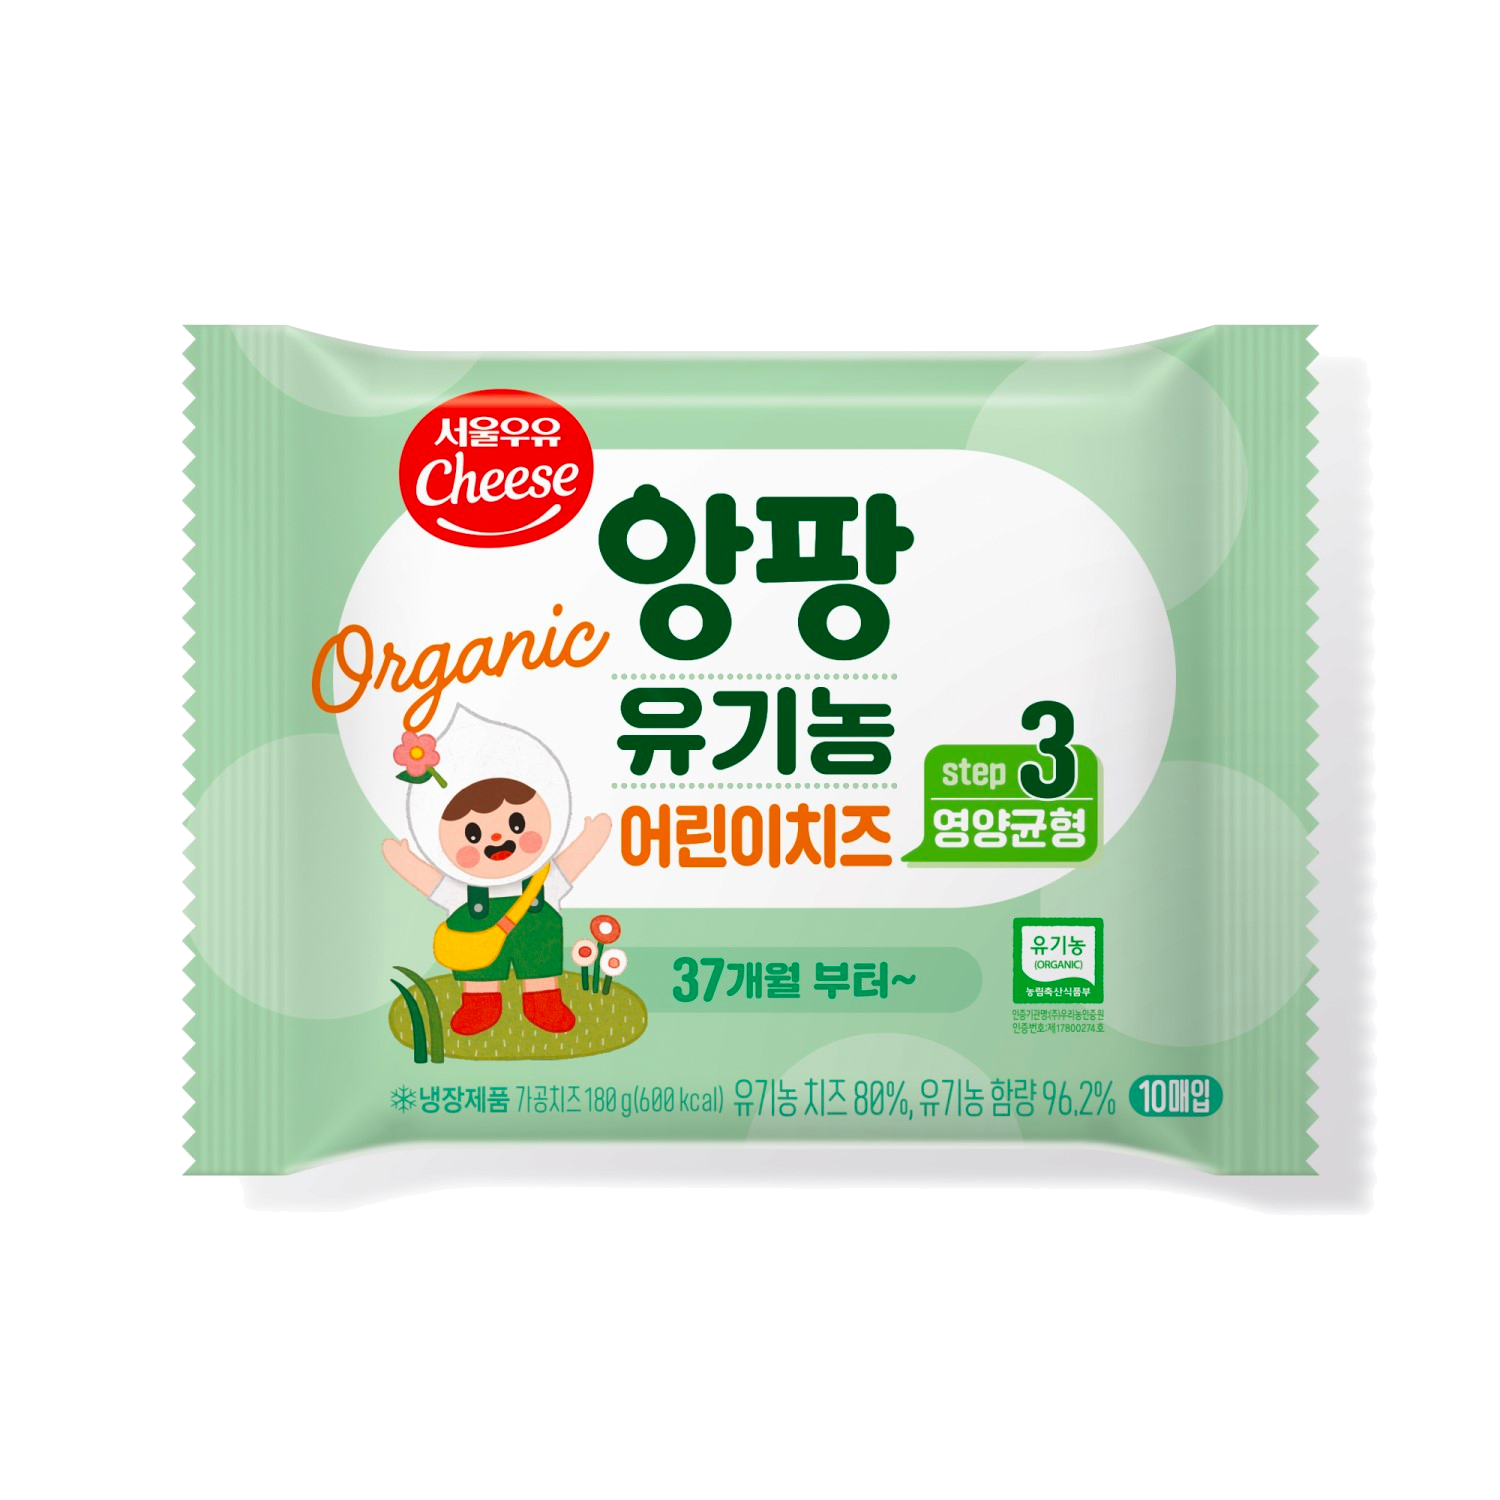 서울우유
Cheese
앙팡
Organic
유기농
어린이치즈
step 3
영양균형
37개월 부터~
유기농
(ORGANIC)
농림축산식품부
인증기관명:(주)우리농인증원
인증번호:제17800274호
냉장제품 가공치즈 180 g(600 kcal) 유기농 치즈 80%, 유기농 함량 96.2% 10매입